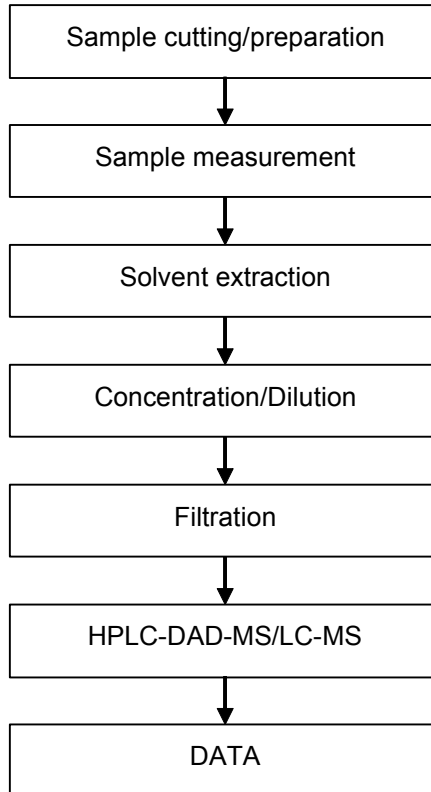 Sample cutting/preparation
Sample measurement
Solvent extraction
Concentration/Dilution
Filtration
HPLC-DAD-MS/LC-MS
DATA